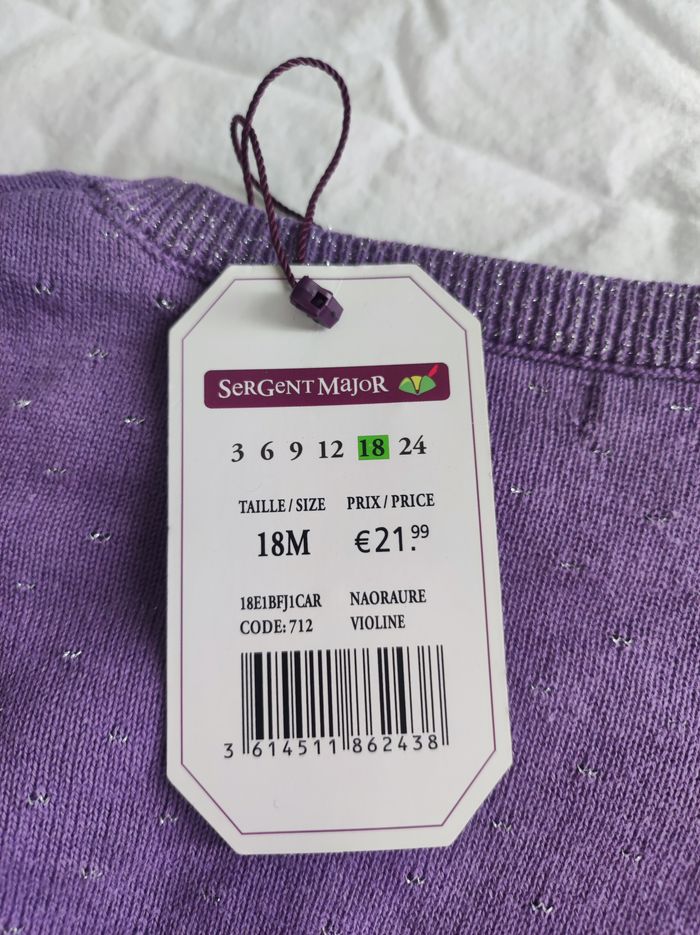 SERGENT MAJOR
3 6 9 12 18 24
TAILLE / SIZE PRIX / PRICE
18M €21.99
18E1BFJ1CAR NAORAURE
CODE: 712 VIOLINE
3 614511 862438